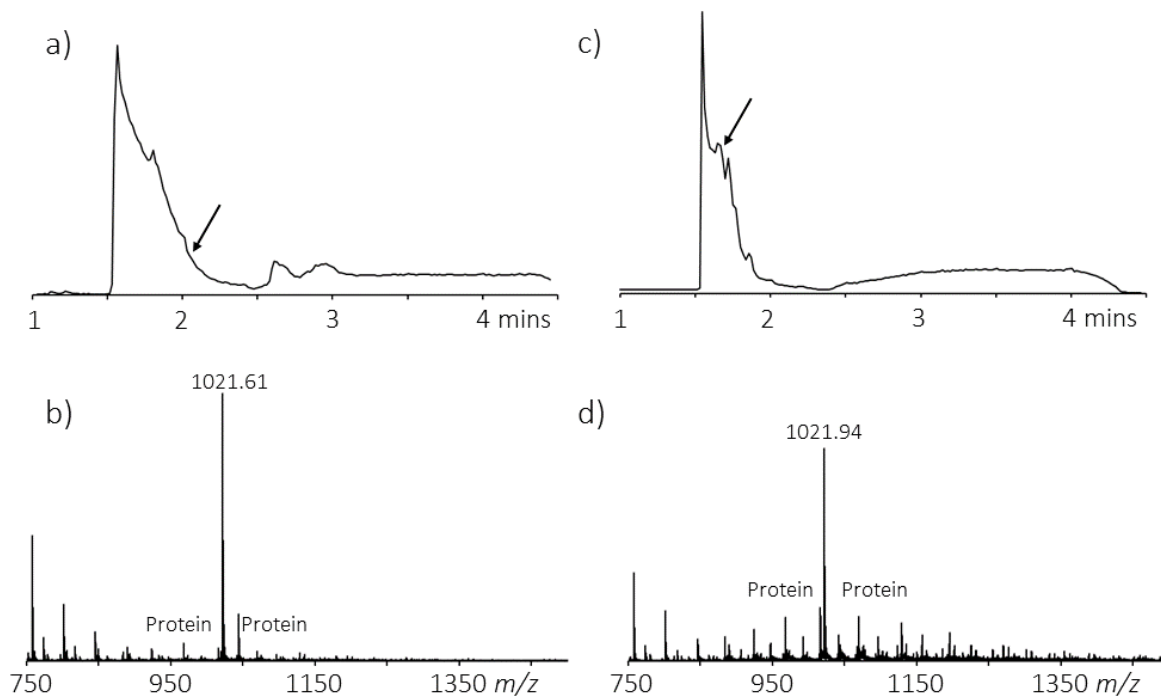 a)
1 2 3 4 mins
b)
1021.61
Protein Protein
750 950 1150 1350 m/z
c)
1 2 3 4 mins
d)
1021.94
Protein Protein
750 950 1150 1350 m/z